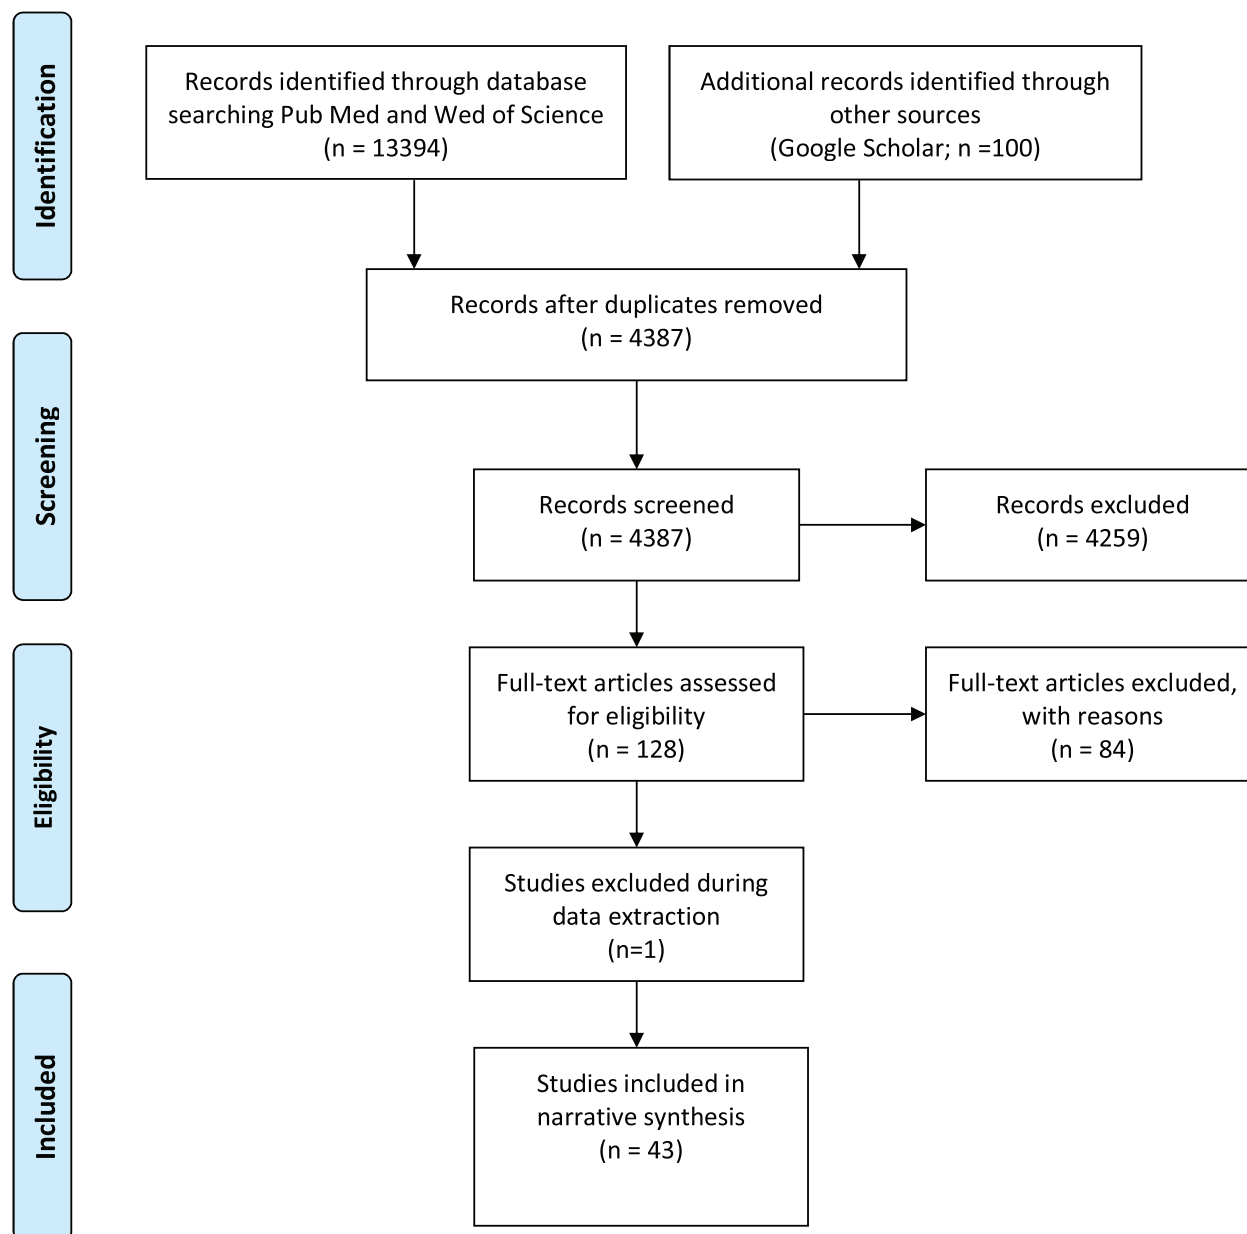 Identification
Records identified through database
searching Pub Med and Wed of Science
(n = 13394)
Additional records identified through
other sources
(Google Scholar; n =100)
Records after duplicates removed
(n = 4387)
Screening
Records screened
(n = 4387)
Records excluded
(n = 4259)
Eligibility
Full-text articles assessed
for eligibility
(n = 128)
Full-text articles excluded,
with reasons
(n = 84)
Studies excluded during
data extraction
(n=1)
Included
Studies included in
narrative synthesis
(n = 43)